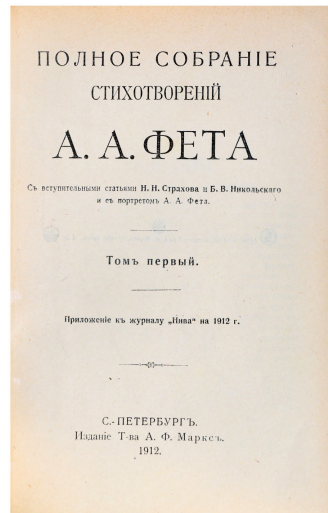 ПОЛНОЕ СОБРАНІЕ
СТИХОТВОРЕНІЙ
А. А. ФЕТА
Съ вступительными статьями Н. Н. Страхова и Б. В. Никольскаго
и съ портретомъ А. А. Фета.
Томъ первый.
Приложеніе къ журналу „Нива“ на 1912 г.
С.-ПЕТЕРБУРГЪ.
Изданіе Т-ва А. Ф. Марксъ.
1912.